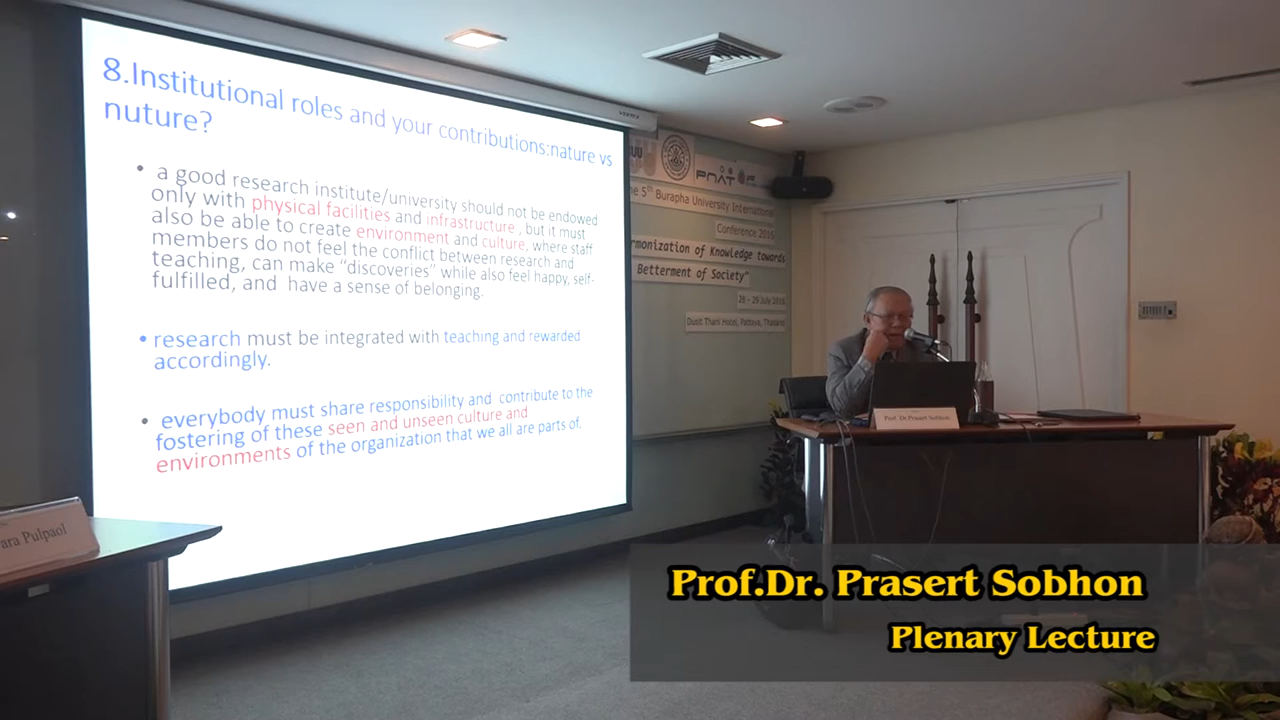 8.Institutional roles and your contributions:nature vs
nuture?
• a good research institute/university should not be endowed
only with physical facilities and infrastructure , but it must
also be able to create environment and culture, where staff
members do not feel the conflict between research and
teaching, can make “discoveries” while also feel happy, self-
fulfilled, and have a sense of belonging.
• research must be integrated with teaching and rewarded
accordingly.
• everybody must share responsibility and contribute to the
fostering of these seen and unseen culture and
environments of the organization that we all are parts of.
VERTEX
BUU
PNAT
5th Burapha University International
Conference 2016
of Knowledge towards
Betterment of Society"
28 - 29 July 2016
Dusit Thani Hotel, Pattaya, Thailand
Prof. Dr.Prasert Sobhon
Pulpaol
Prof.Dr. Prasert Sobhon
Plenary Lecture